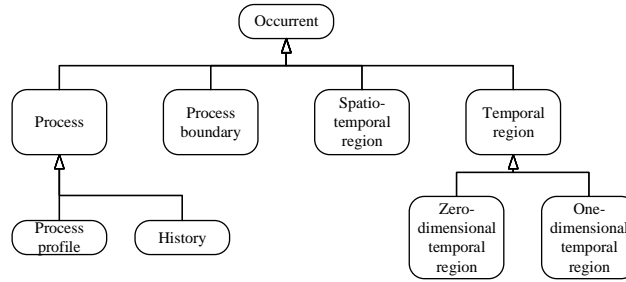 Occurrent
Process
Process
boundary
Spatio-
temporal
region
Temporal
region
Process
profile
History
Zero-
dimensional
temporal
region
One-
dimensional
temporal
region